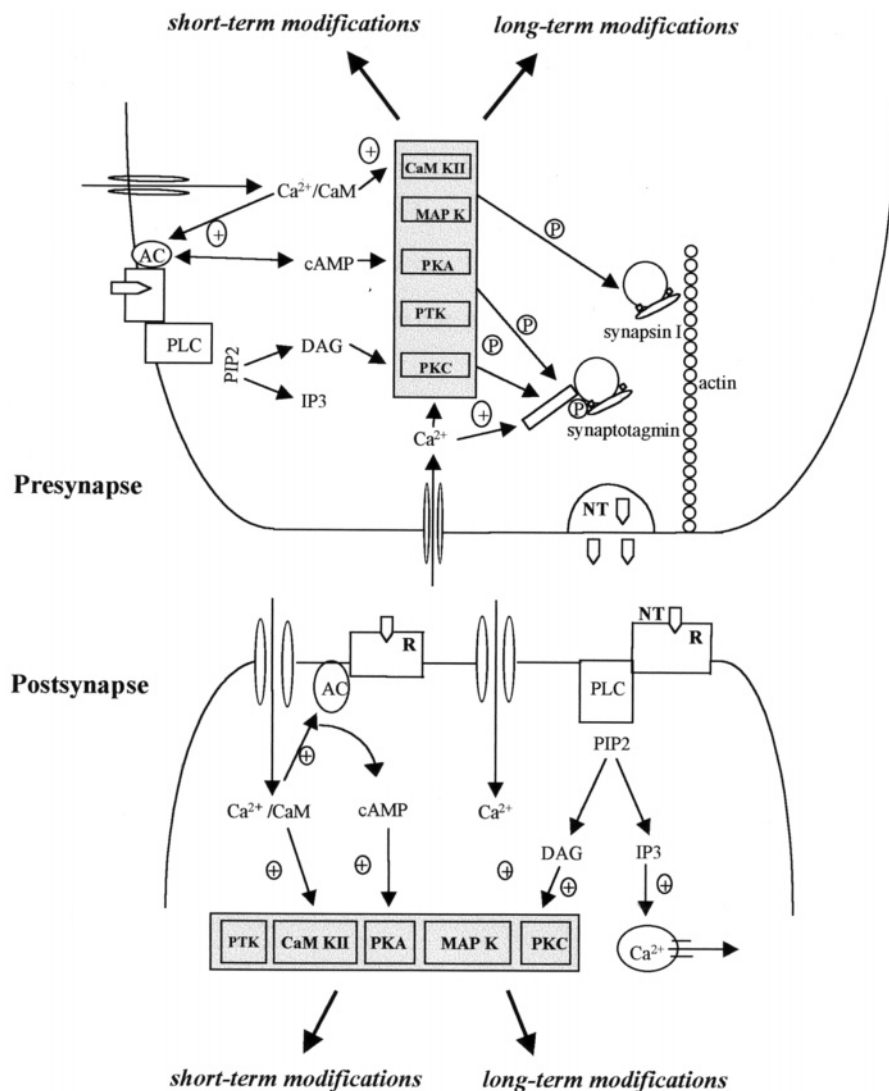 short-term modifications long-term modifications
CaM KII
Ca²⁺/CaM
MAP K
AC
cAMP
PKA
P
synapsin I
PTK
P
PLC
PIP2
DAG
P
PKC
IP3
P
actin
synaptotagmin
Ca²⁺
Presynapse
NT
NT
R
R
Postsynapse
AC
PLC
PIP2
Ca²⁺ /CaM
cAMP
Ca²⁺
DAG
IP3
PTK
CaM KII
PKA
MAP K
PKC
Ca²⁺
short-term modifications long-term modifications